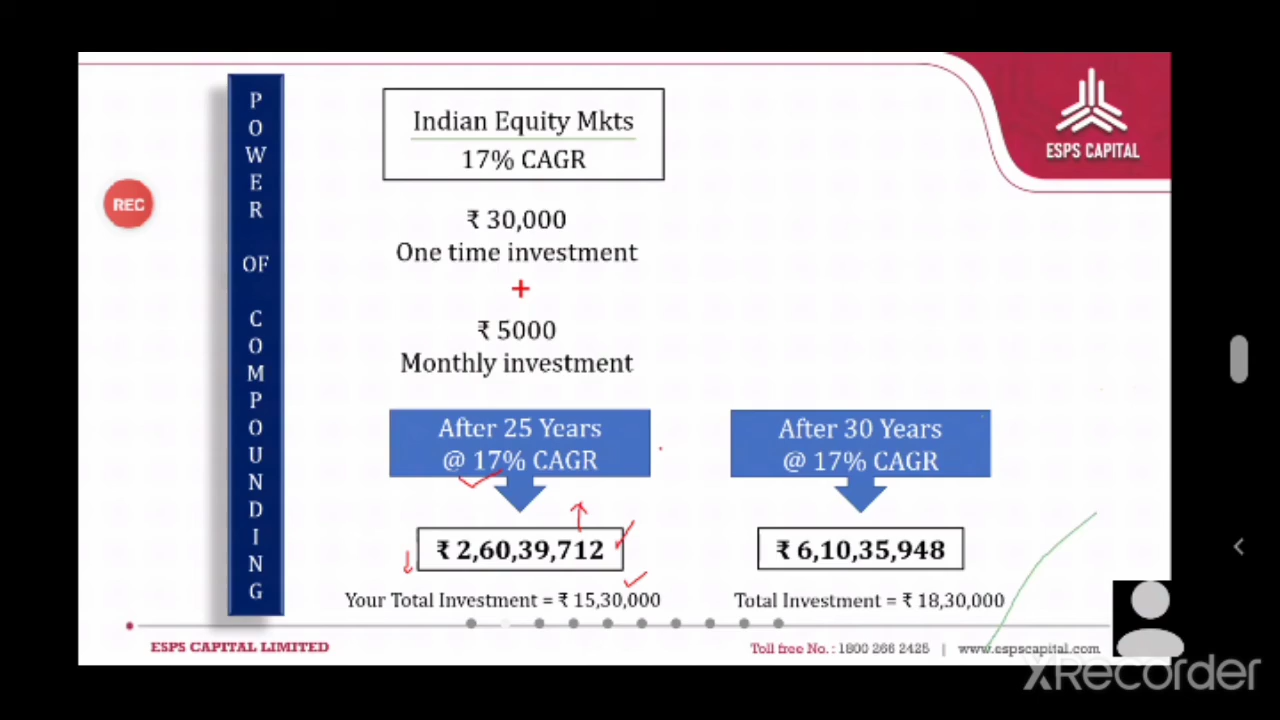 POWER OF COMPOUNDING
Indian Equity Mkts
17% CAGR
ESPS CAPITAL
REC
₹ 30,000
One time investment
+
₹ 5000
Monthly investment
After 25 Years
@ 17% CAGR
After 30 Years
@ 17% CAGR
₹ 2,60,39,712
₹ 6,10,35,948
Your Total Investment = ₹ 15,30,000
Total Investment = ₹ 18,30,000
ESPS CAPITAL LIMITED
Toll free No. : 1800 266 2425 | www.espscapital.com
XRecorder